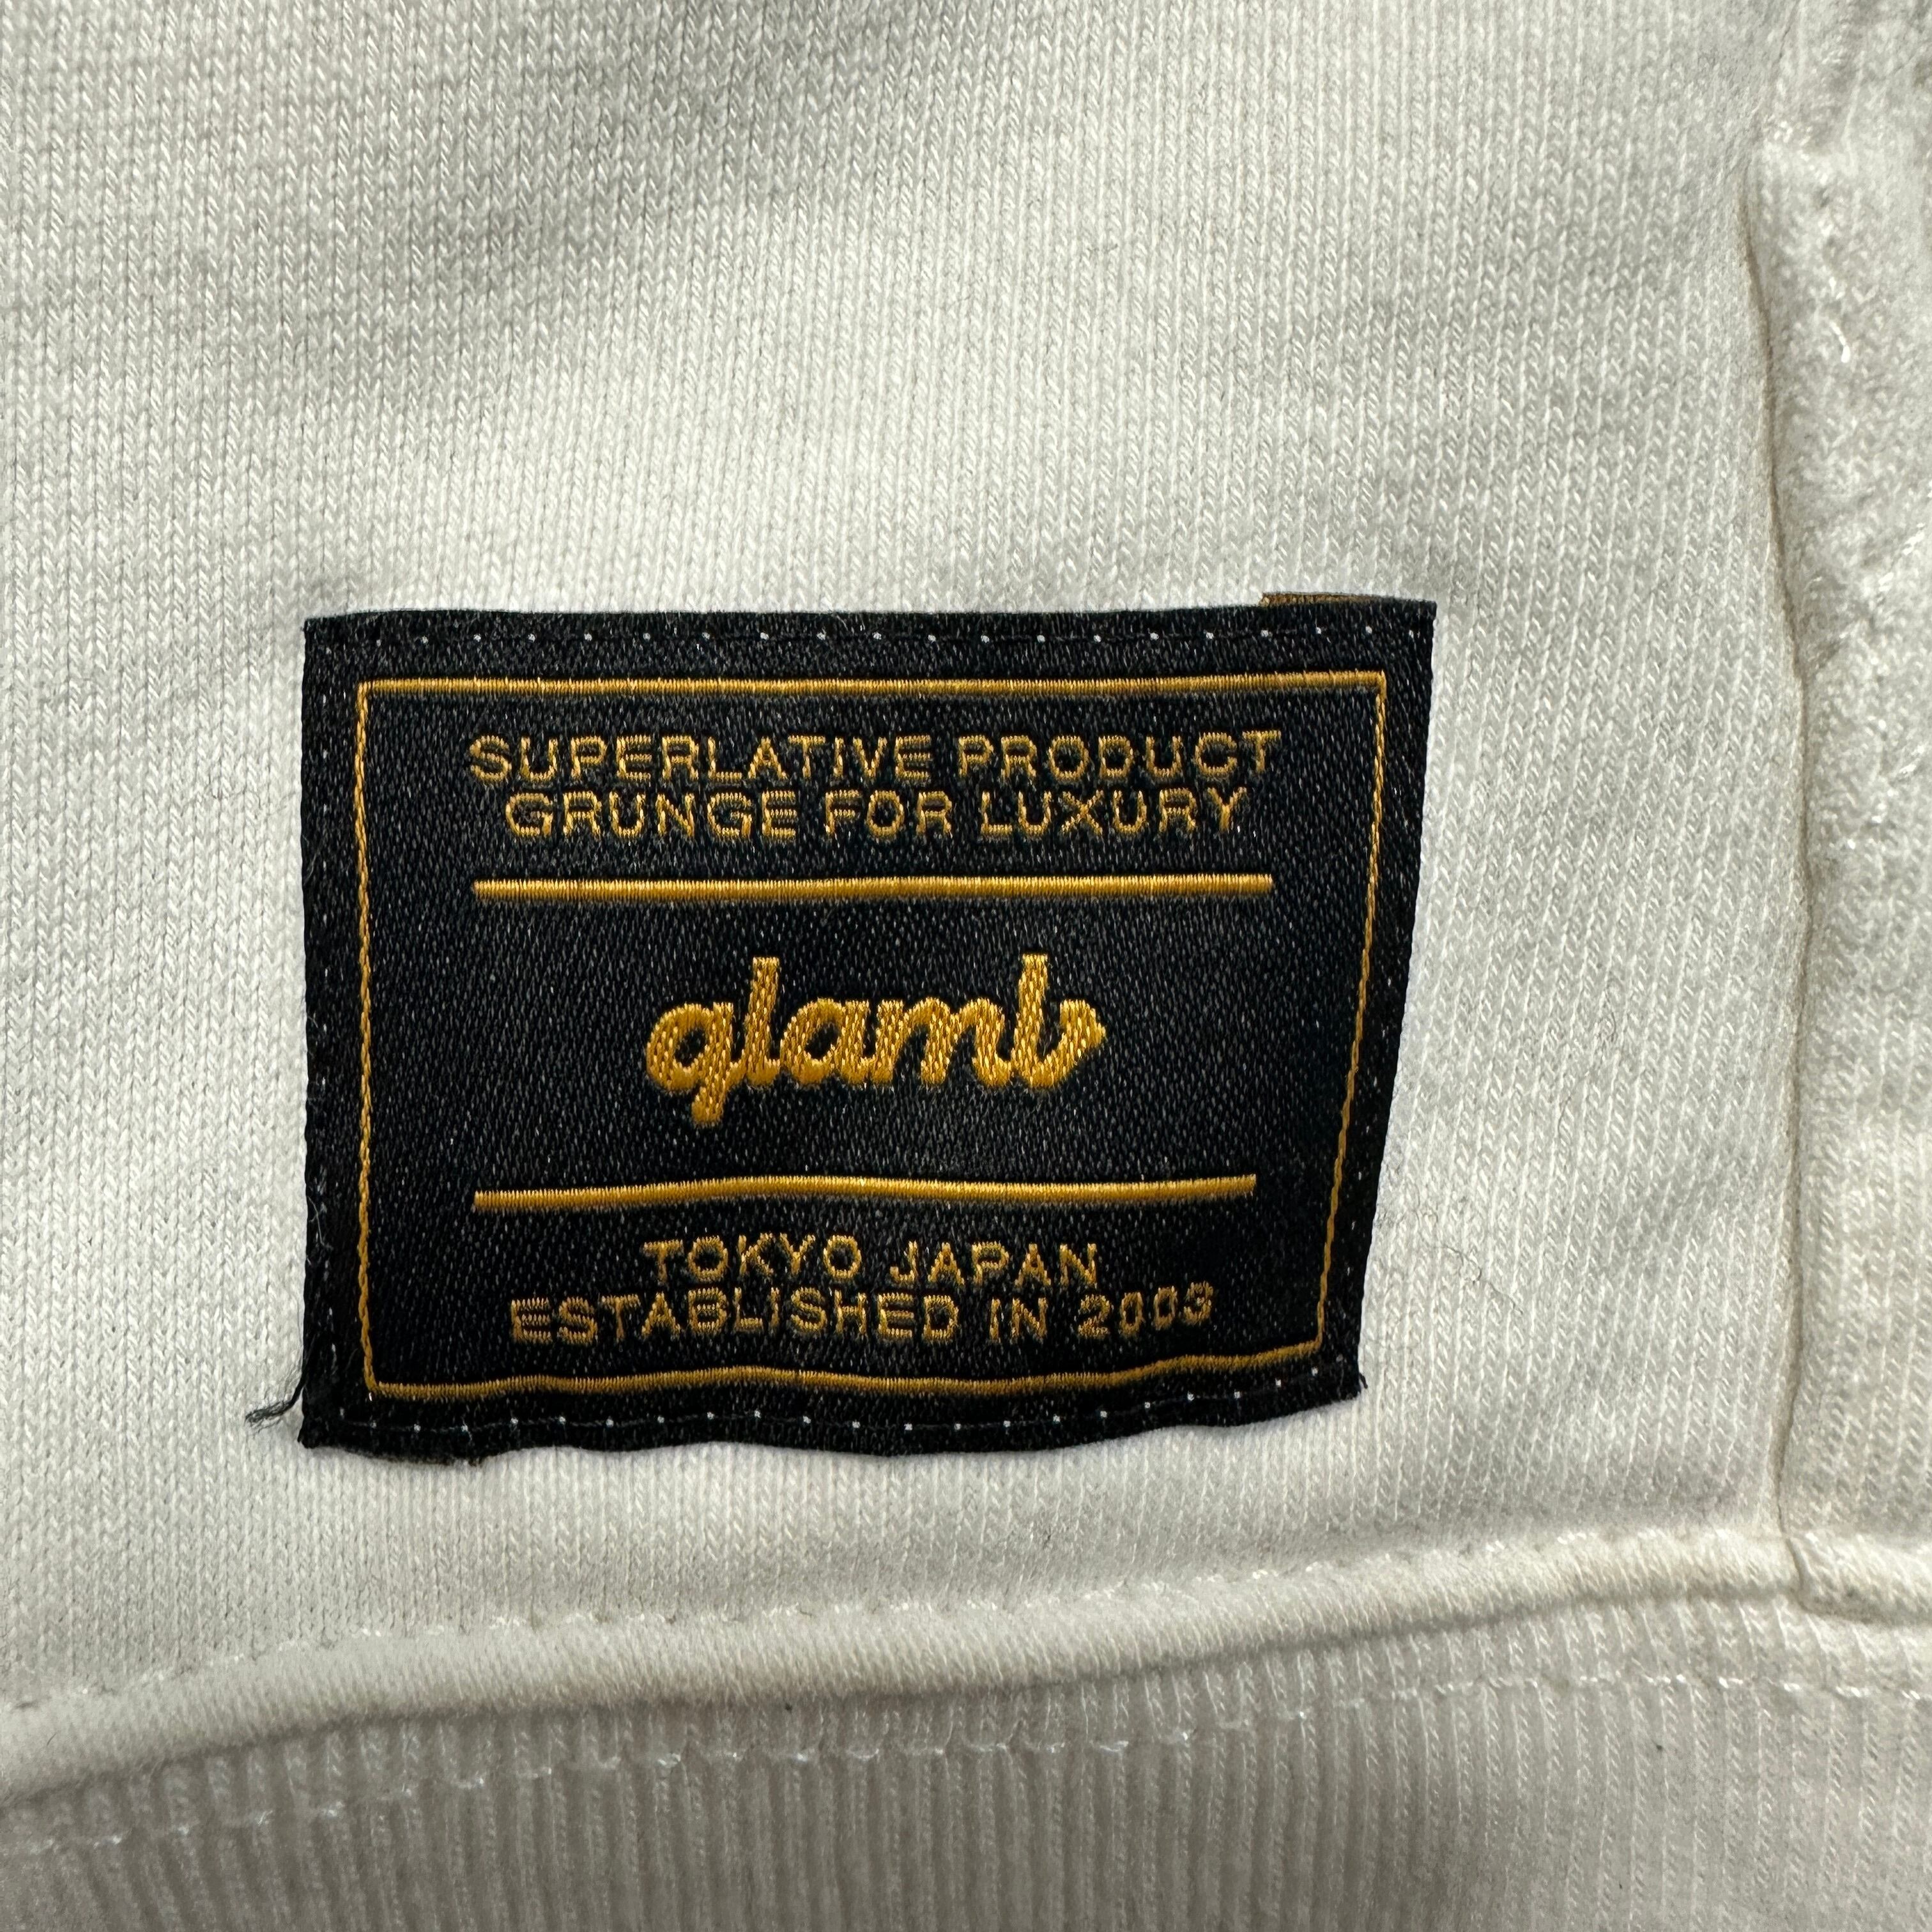 SUPERLATIVE PRODUCT
GRUNGE FOR LUXURY
glamb
TOKYO JAPAN
ESTABLISHED IN 2003